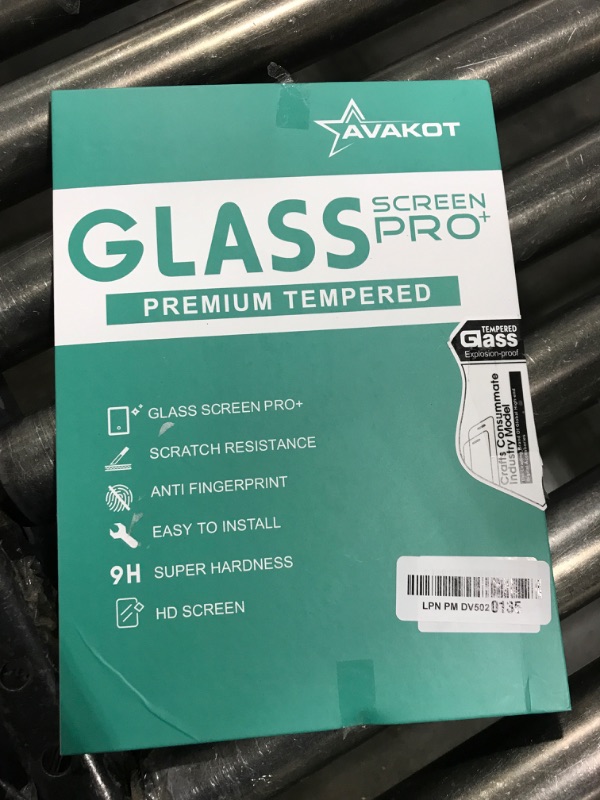 AVAKOT
GLASS
SCREEN
PRO+
PREMIUM TEMPERED
TEMPERED
Glass
Explosion-proof
Crafts Consummate
Industry Model
GLASS SCREEN PRO+
SCRATCH RESISTANCE
ANTI FINGERPRINT
EASY TO INSTALL
9H SUPER HARDNESS
HD SCREEN
LPN PM DV502